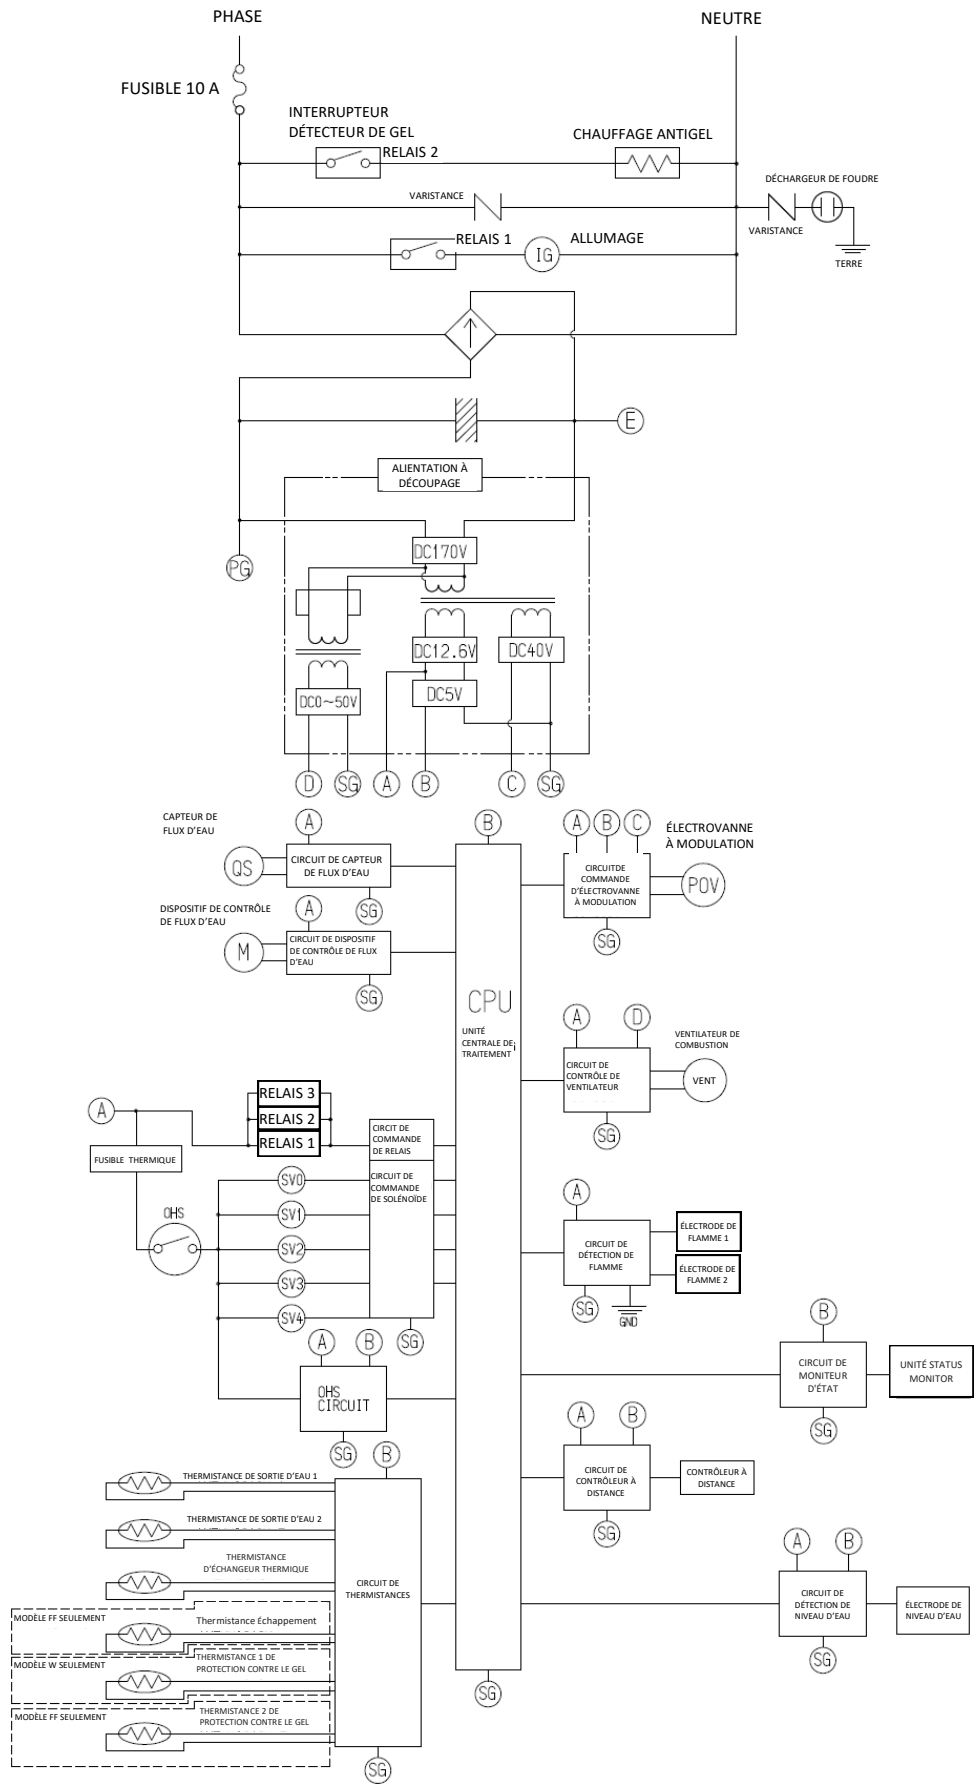 PHASE
NEUTRE
FUSIBLE 10 A
INTERRUPTEUR
DÉTECTEUR DE GEL
RELAIS 2
CHAUFFAGE ANTIGEL
VARISTANCE
DÉCHARGEUR DE FOUDRE
VARISTANCE
TERRE
RELAIS 1
IG
ALLUMAGE
E
ALIENTATION À
DÉCOUPAGE
PG
DC170V
DC12.6V
DC40V
DC5V
DC0~50V
D
SG
A
B
C
SG
CAPTEUR DE
FLUX D'EAU
A
QS
CIRCUIT DE CAPTEUR
DE FLUX D'EAU
SG
DISPOSITIF DE CONTRÔLE
DE FLUX D'EAU
A
M
CIRCUIT DE DISPOSITIF
DE CONTRÔLE DE FLUX
D'EAU
SG
B
CPU
UNITÉ
CENTRALE DE
TRAITEMENT
A
B
C
ÉLECTROVANNE
À MODULATION
CIRCUITDE
COMMANDE
D'ÉLECTROVANNE
À MODULATION
POV
SG
A
D
VENTILATEUR DE
COMBUSTION
CIRCUIT DE
CONTRÔLE DE
VENTILATEUR
VENT
SG
A
RELAIS 3
RELAIS 2
RELAIS 1
CIRCIT DE
COMMANDE
DE RELAIS
FUSIBLE THERMIQUE
CIRCUIT DE
COMMANDE
DE SOLÉNOÏDE
OHS
SV0
SV1
SV2
SV3
SV4
SG
A
CIRCUIT DE
DÉTECTION DE
FLAMME
ÉLECTRODE DE
FLAMME 1
ÉLECTRODE DE
FLAMME 2
SG
GND
A
B
OHS
CIRCUIT
SG
B
CIRCUIT DE
MONITEUR
D'ÉTAT
UNITÉ STATUS
MONITOR
SG
A
B
CIRCUIT DE
CONTRÔLEUR À
DISTANCE
CONTRÔLEUR À
DISTANCE
SG
B
THERMISTANCE DE SORTIE D'EAU 1
THERMISTANCE DE SORTIE D'EAU 2
THERMISTANCE
D'ÉCHANGEUR THERMIQUE
CIRCUIT DE
THERMISTANCES
MODÈLE FF SEULEMENT
Thermistance Échappement
MODÈLE W SEULEMENT
THERMISTANCE 1 DE
PROTECTION CONTRE LE GEL
MODÈLE FF SEULEMENT
THERMISTANCE 2 DE
PROTECTION CONTRE LE GEL
SG
A
B
CIRCUIT DE
DÉTECTION DE
NIVEAU D'EAU
ÉLECTRODE DE
NIVEAU D'EAU
SG
SG